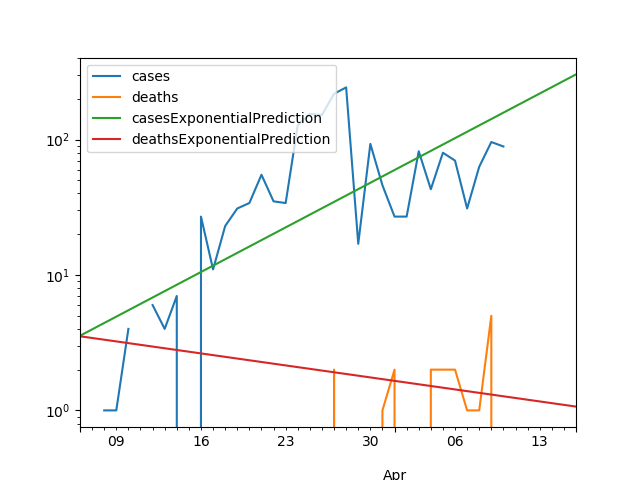 cases
deaths
casesExponentialPrediction
deathsExponentialPrediction
10²
10¹
10⁰
09 16 23 30 06 13
Apr